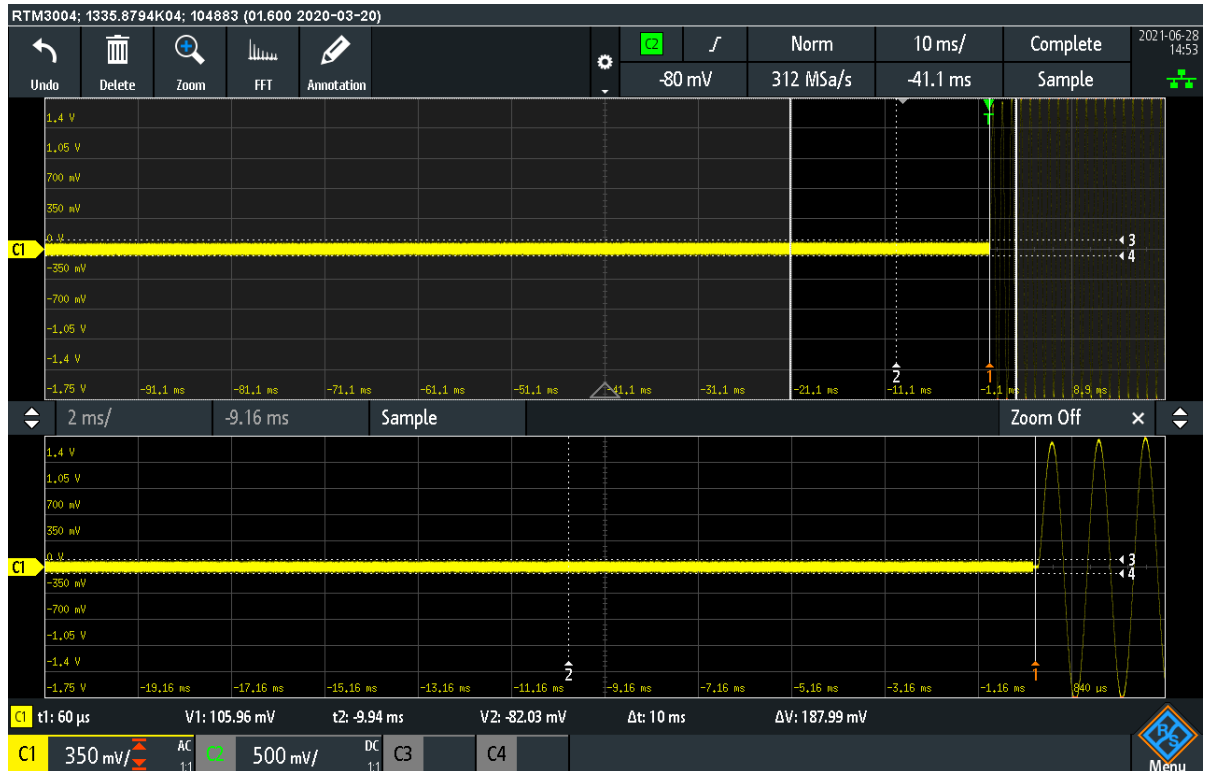 RTM3004; 1335.8794K04; 104883 (01.600 2020-03-20)
Undo Delete Zoom FFT Annotation
C2 Norm 10 ms/ Complete 2021-06-28
14:53
-80 mV 312 MSa/s -41.1 ms Sample
1.4 V
T
1.05 V
700 mV
350 mV
0 V
3
C1
4
-350 mV
-700 mV
-1.05 V
-1.4 V
2 1
-1.75 V -91.1 ms -81.1 ms -71.1 ms -61.1 ms -51.1 ms -41.1 ms -31.1 ms -21.1 ms -11.1 ms -1.1 ms 8.9 ms
2 ms/ -9.16 ms Sample Zoom Off ×
1.4 V
1.05 V
700 mV
350 mV
0 V
3
C1
4
-350 mV
-700 mV
-1.05 V
-1.4 V
2 1
-1.75 V -19.16 ms -17.16 ms -15.16 ms -13.16 ms -11.16 ms -9.16 ms -7.16 ms -5.16 ms -3.16 ms -1.16 ms 840 µs
C1 t1: 60 µs V1: 105.96 mV t2: -9.94 ms V2: -82.03 mV Δt: 10 ms ΔV: 187.99 mV
C1 350 mV/ AC 1:1 C2 500 mV/ DC 1:1 C3 C4
R&S
Menu